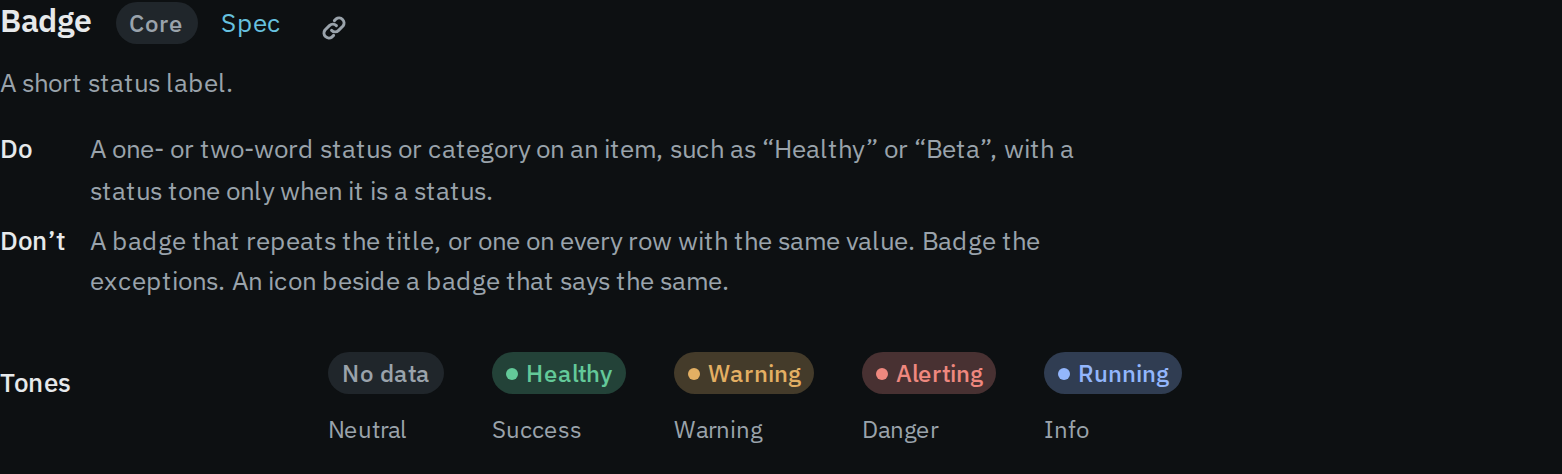 Badge Core Spec
A short status label.
Do A one- or two-word status or category on an item, such as “Healthy” or “Beta”, with a
status tone only when it is a status.
Don’t A badge that repeats the title, or one on every row with the same value. Badge the
exceptions. An icon beside a badge that says the same.
Tones No data Healthy Warning Alerting Running
Neutral Success Warning Danger Info